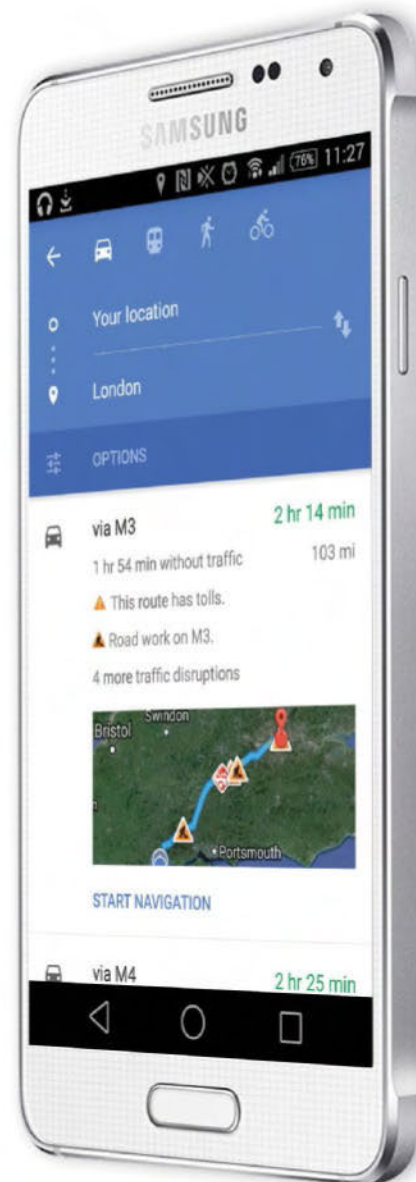 SAMSUNG
76% 11:27
Your location
London
OPTIONS
via M3 2 hr 14 min
1 hr 54 min without traffic 103 mi
This route has tolls.
Road work on M3.
4 more traffic disruptions
Swindon
Bristol
Portsmouth
START NAVIGATION
via M4 2 hr 25 min